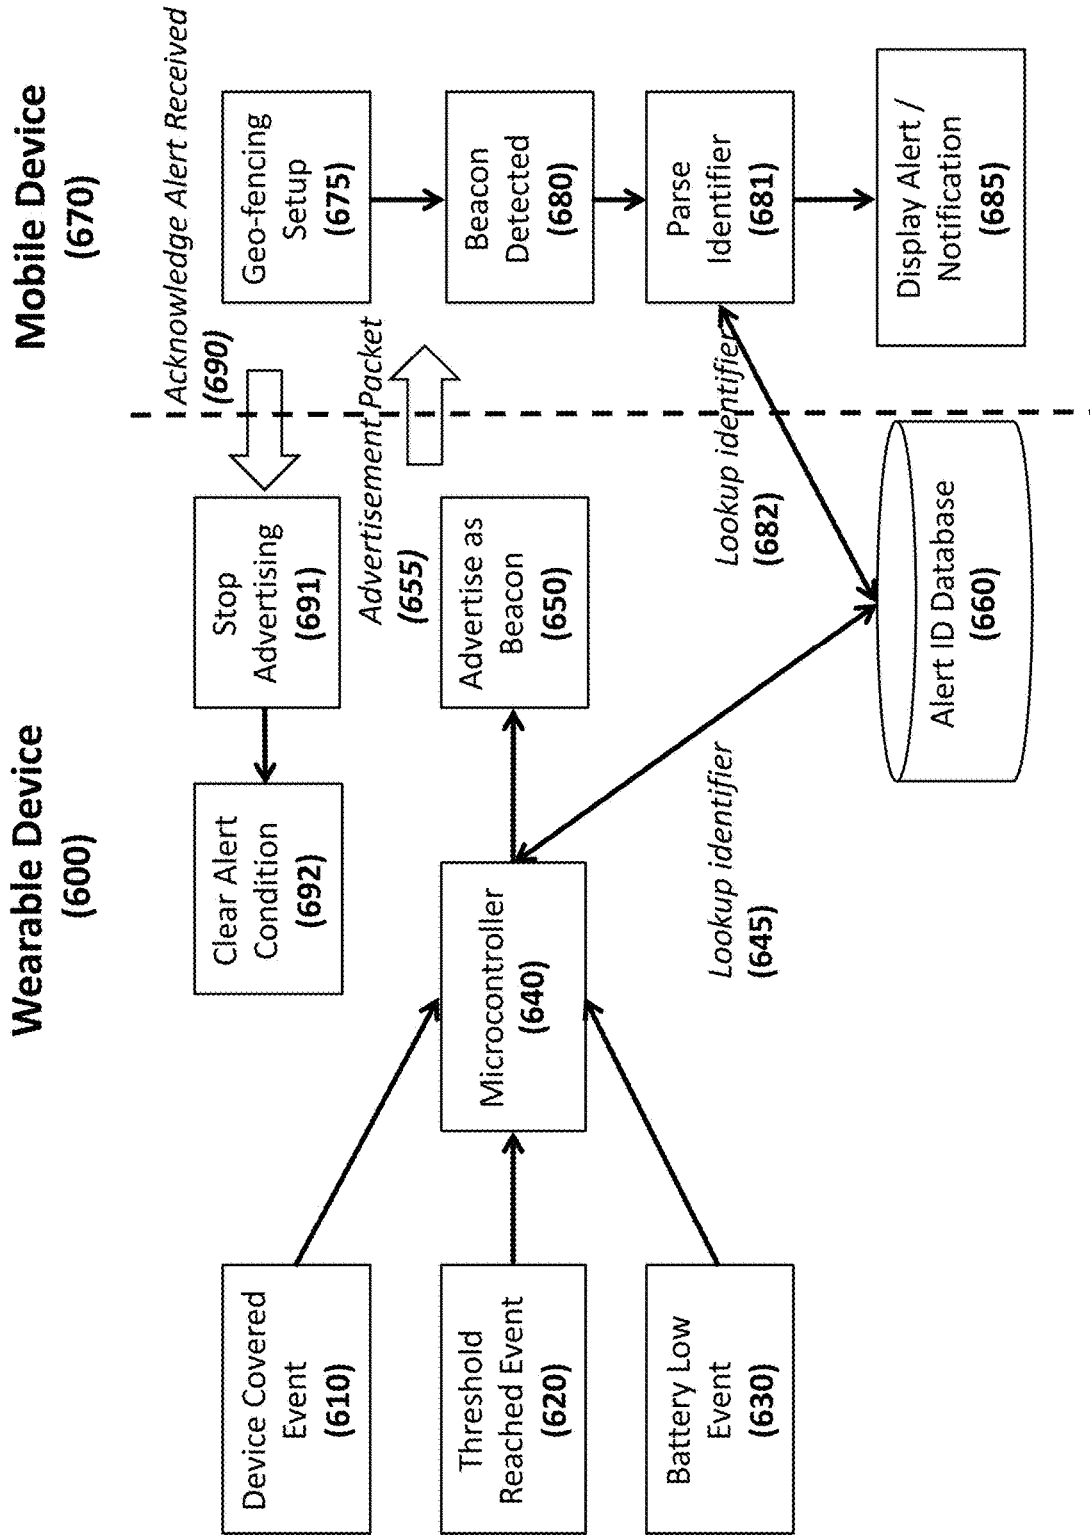 Wearable Device
(600)
Mobile Device
(670)
Acknowledge Alert Received
(690)
Clear Alert
Condition
(692)
Stop
Advertising
(691)
Geo-fencing
Setup
(675)
Device Covered
Event
(610)
Advertisement Packet
(655)
Threshold
Reached Event
(620)
Microcontroller
(640)
Advertise as
Beacon
(650)
Beacon
Detected
(680)
Battery Low
Event
(630)
Lookup identifier
(645)
Lookup identifier
(682)
Parse
Identifier
(681)
Alert ID Database
(660)
Display Alert /
Notification
(685)